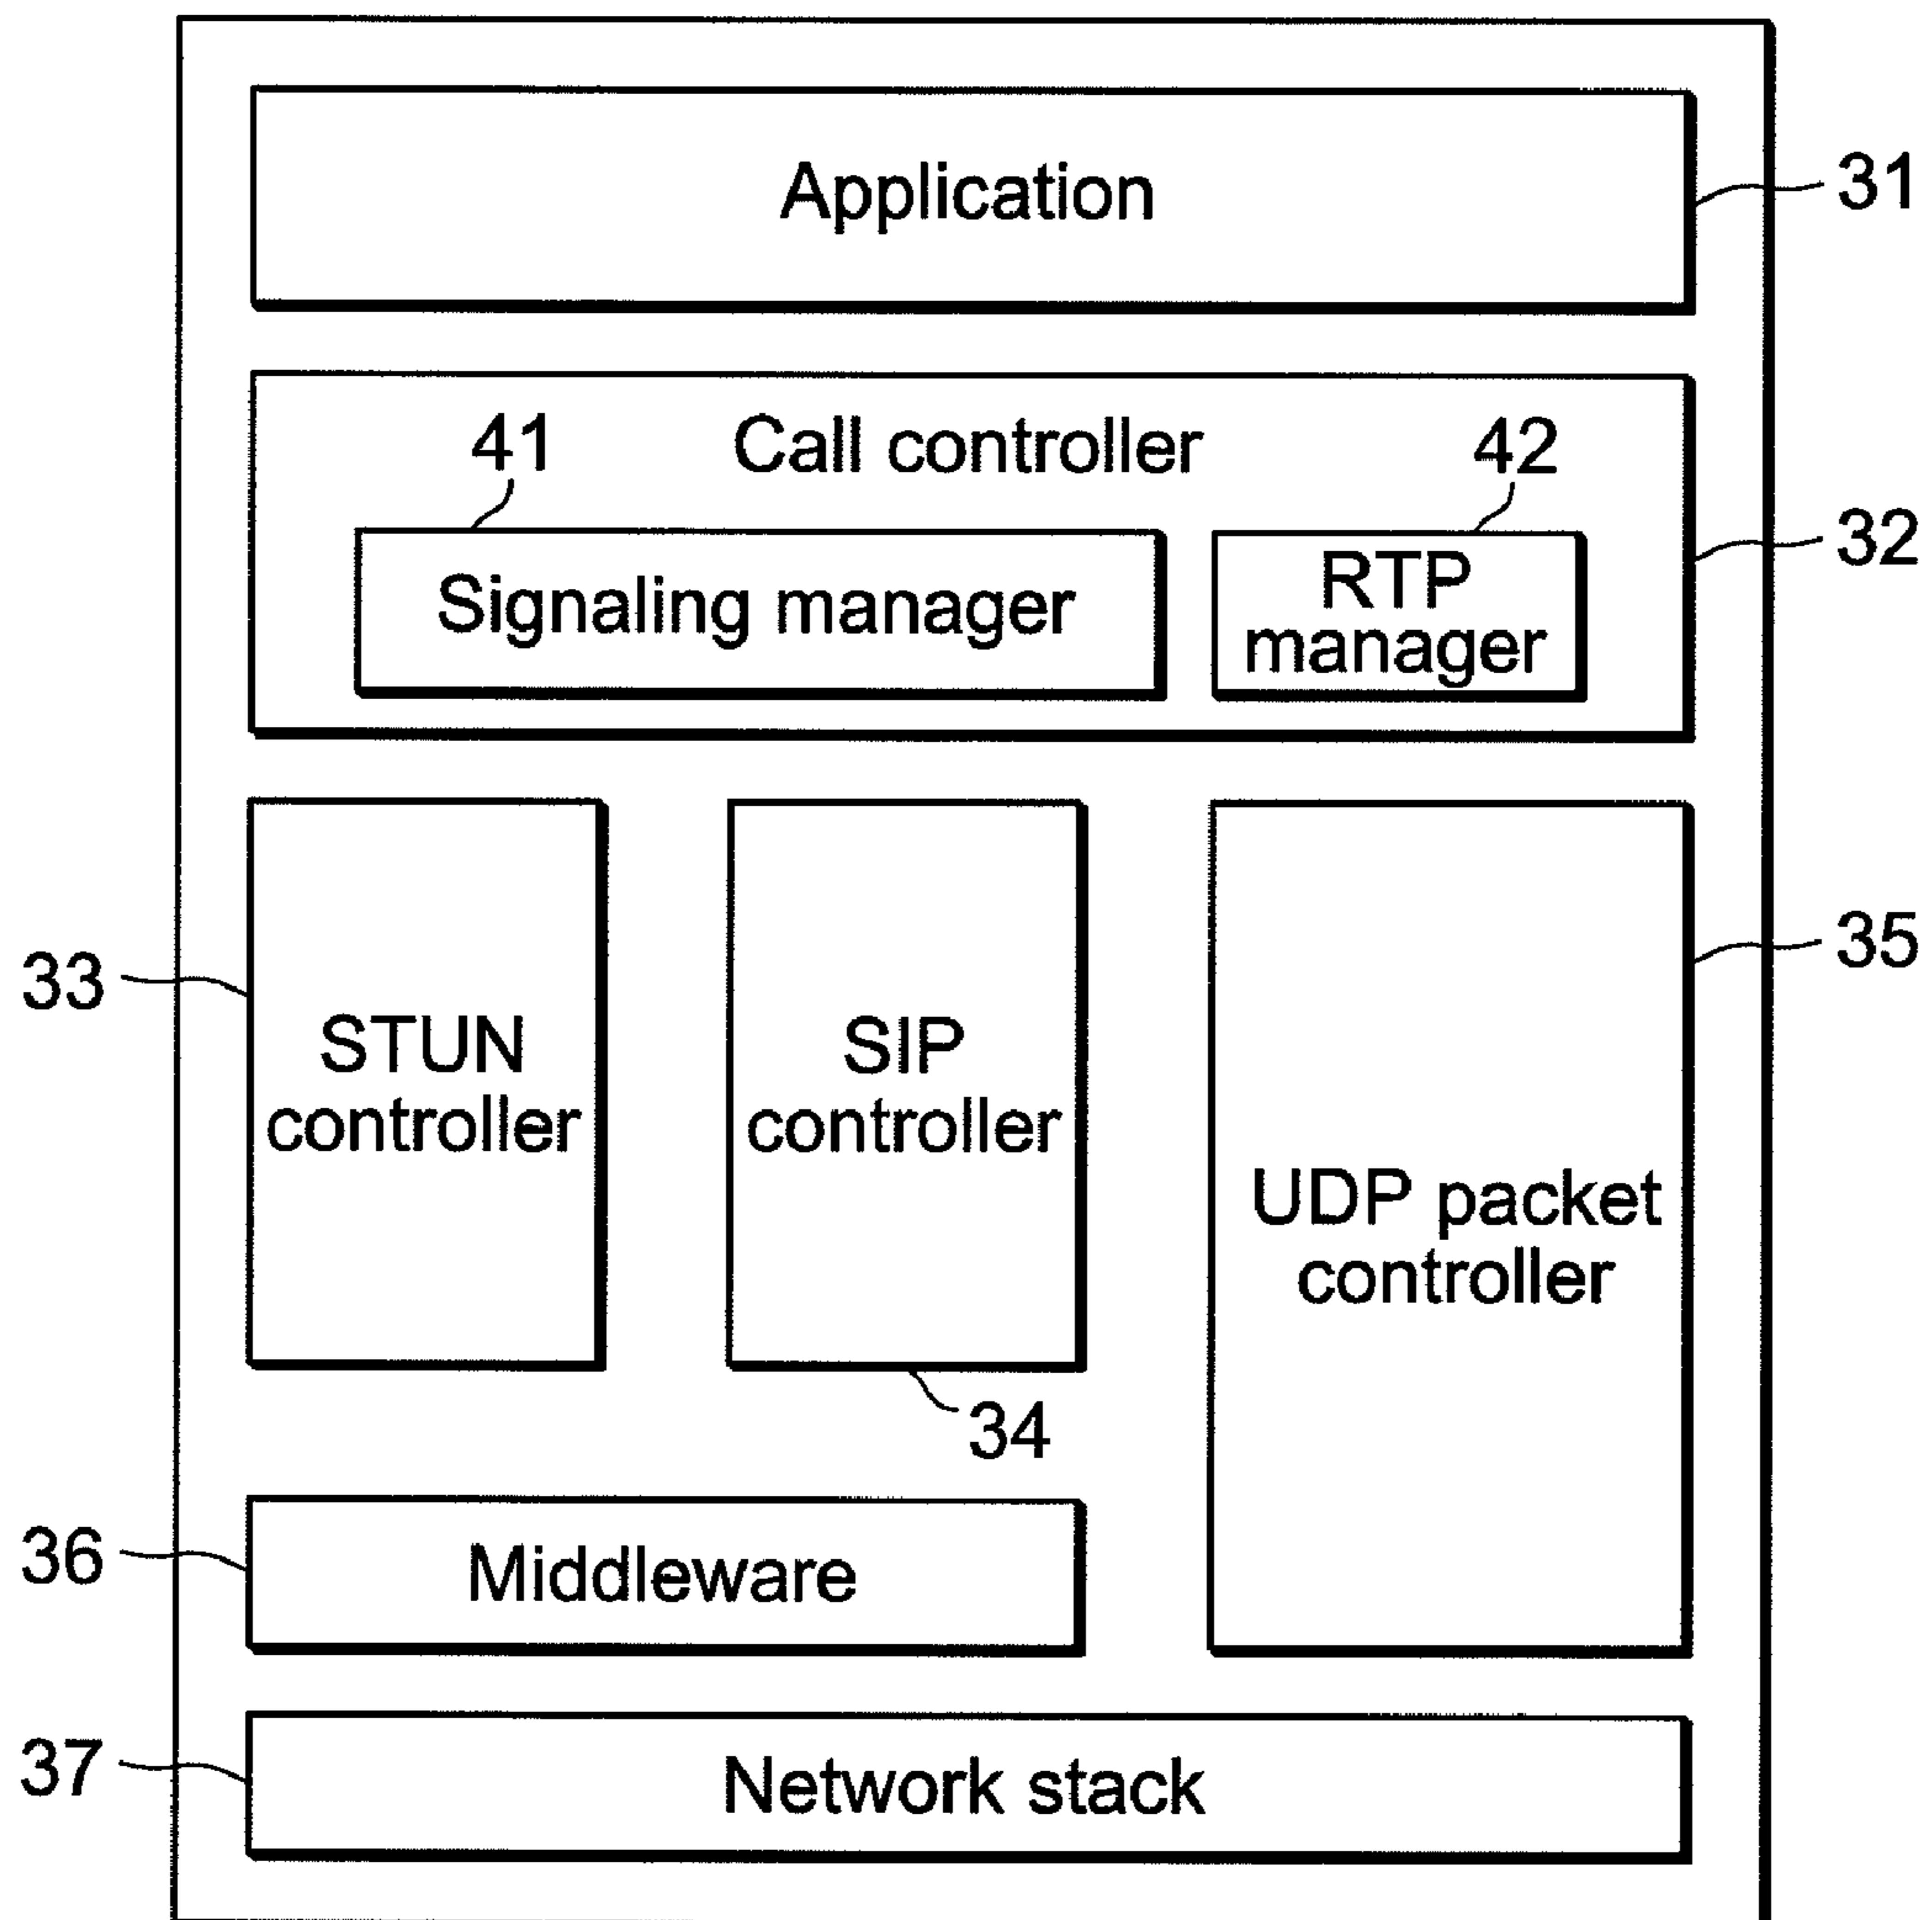 Application
31
Call controller
41
42
32
Signaling manager
RTP
manager
33
35
STUN
controller
SIP
controller
UDP packet
controller
34
36
Middleware
37
Network stack